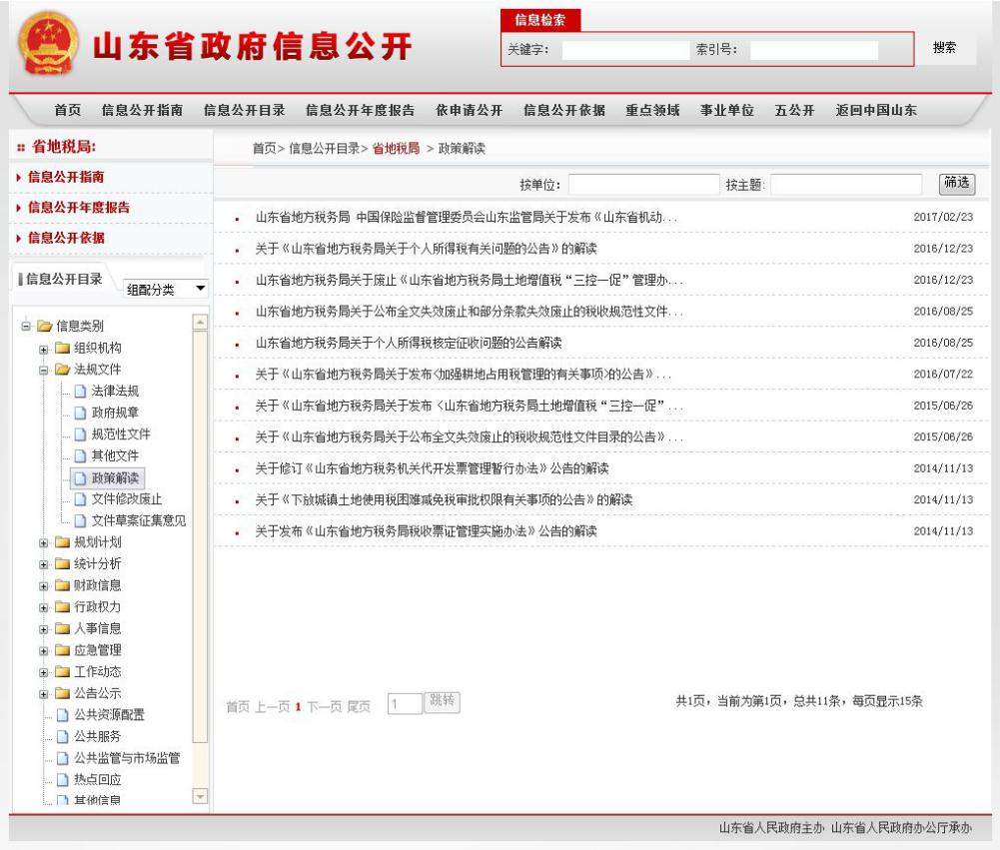 信息检索
山东省政府信息公开
关键字： 索引号： 搜索
首页 信息公开指南 信息公开目录 信息公开年度报告 依申请公开 信息公开依据 重点领域 事业单位 五公开 返回中国山东
省地税局:
信息公开指南
信息公开年度报告
信息公开依据
信息公开目录 组配分类
信息类别
组织机构
法规文件
法律法规
政府规章
规范性文件
其他文件
政策解读
文件修改废止
文件草案征集意见
规划计划
统计分析
财政信息
行政权力
人事信息
应急管理
工作动态
公告公示
公共资源配置
公共服务
公共监管与市场监管
热点回应
其他信息
首页> 信息公开目录> 省地税局 > 政策解读
按单位： 按主题: 筛选
山东省地方税务局 中国保险监督管理委员会山东监管局关于发布《山东省机动... 2017/02/23
关于《山东省地方税务局关于个人所得税有关问题的公告》的解读 2016/12/23
山东省地方税务局关于废止《山东省地方税务局土地增值税“三控一促”管理办... 2016/12/23
山东省地方税务局关于公布全文失效废止和部分条款失效废止的税收规范性文件... 2016/08/25
山东省地方税务局关于个人所得税核定征收问题的公告解读 2016/08/25
关于《山东省地方税务局关于发布<加强耕地占用税管理的有关事项>的公告》... 2016/07/22
关于《山东省地方税务局关于发布〈山东省地方税务局土地增值税“三控一促”... 2015/06/26
关于《山东省地方税务局关于公布全文失效废止的税收规范性文件目录的公告》... 2015/06/26
关于修订《山东省地方税务机关代开发票管理暂行办法》公告的解读 2014/11/13
关于《下放城镇土地使用税困难减免税审批权限有关事项的公告》的解读 2014/11/13
关于发布《山东省地方税务局税收票证管理实施办法》公告的解读 2014/11/13
首页 上一页 1 下一页 尾页 1 跳转 共1页，当前为第1页，总共11条，每页显示15条
山东省人民政府主办 山东省人民政府办公厅承办